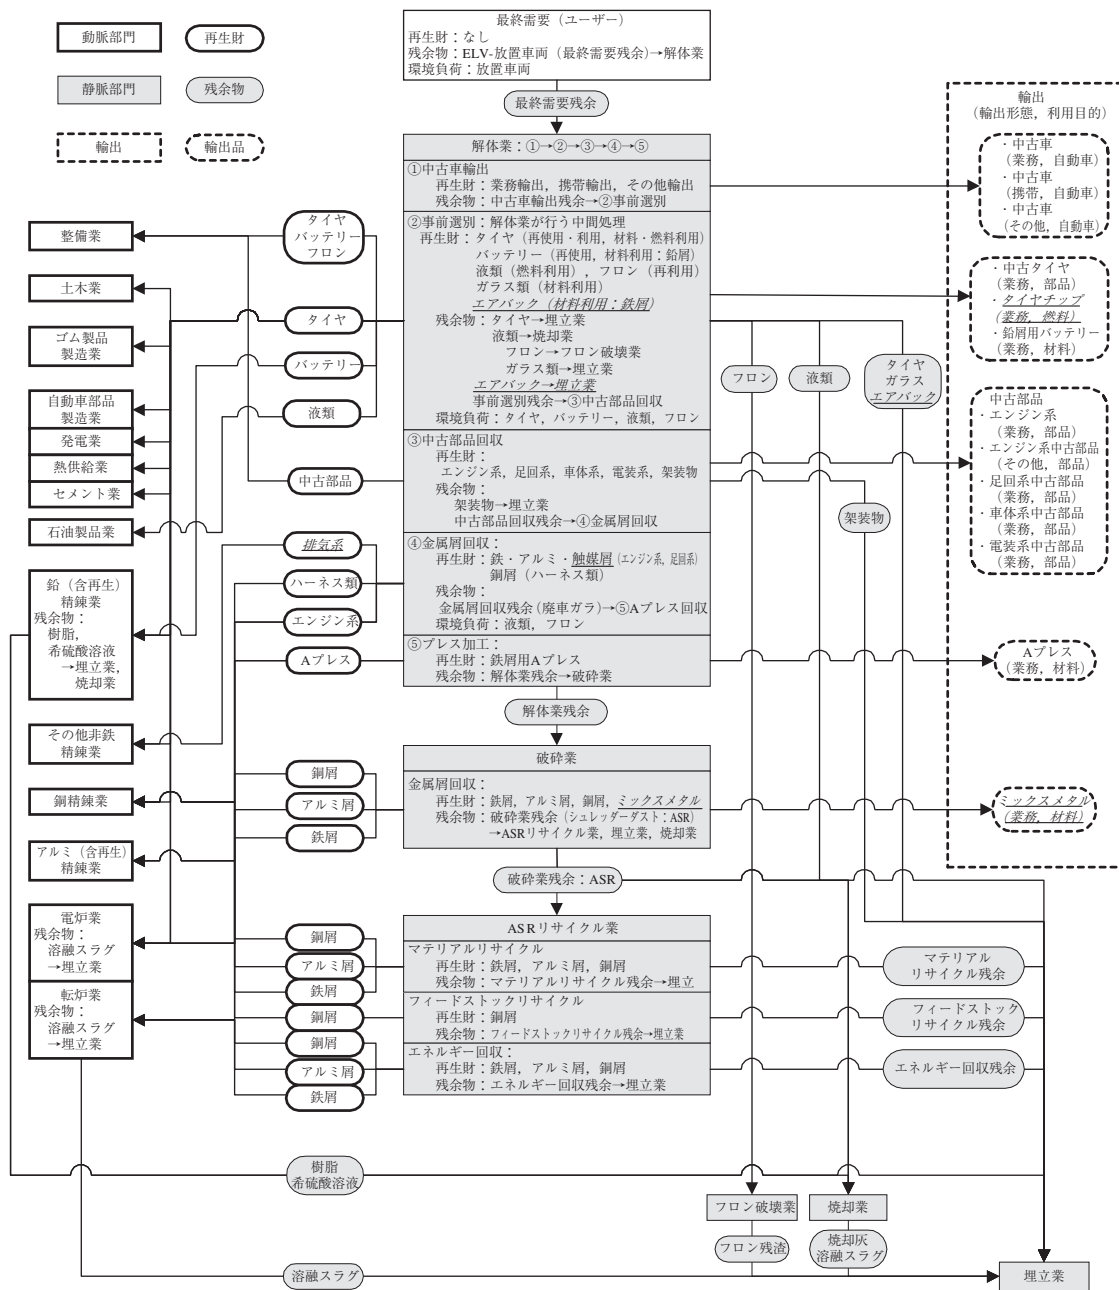 動脈部門
再生財
静脈部門
残余物
輸出
輸出品
最終需要（ユーザー）
再生財：なし
残余物：ELV-放置車両（最終需要残余）→解体業
環境負荷：放置車両
最終需要残余
解体業：①→②→③→④→⑤
①中古車輸出
再生財：業務輸出，携帯輸出，その他輸出
残余物：中古車輸出残余→②事前選別
②事前選別：解体業が行う中間処理
再生財：タイヤ（再使用・利用，材料・燃料利用）
バッテリー（再使用，材料利用：鉛屑）
液類（燃料利用），フロン（再利用）
ガラス類（材料利用）
エアバック（材料利用：鉄屑）
残余物：タイヤ→埋立業
液類→焼却業
フロン→フロン破壊業
ガラス類→埋立業
エアバック→埋立業
事前選別残余→③中古部品回収
環境負荷：タイヤ，バッテリー，液類，フロン
③中古部品回収
再生財：
エンジン系，足回系，車体系，電装系，架装物
残余物：
架装物→埋立業
中古部品回収残余→④金属屑回収
④金属屑回収：
再生財：鉄・アルミ・触媒屑（エンジン系，足回系）
銅屑（ハーネス類）
残余物：
金属屑回収残余（廃車ガラ）→⑤Aプレス回収
環境負荷：液類，フロン
⑤プレス加工：
再生財：鉄屑用Aプレス
残余物：解体業残余→破砕業
解体業残余
破砕業
金属屑回収：
再生財：鉄屑，アルミ屑，銅屑，ミックスメタル
残余物：破砕業残余（シュレッダーダスト：ASR）
→ASRリサイクル業，埋立業，焼却業
破砕業残余：ASR
ASRリサイクル業
マテリアルリサイクル
再生財：鉄屑，アルミ屑，銅屑
残余物：マテリアルリサイクル残余→埋立
フィードストックリサイクル
再生財：銅屑
残余物：フィードストックリサイクル残余→埋立業
エネルギー回収：
再生財：鉄屑，アルミ屑，銅屑
残余物：エネルギー回収残余→埋立業
整備業
土木業
ゴム製品
製造業
自動車部品
製造業
発電業
熱供給業
セメント業
石油製品業
鉛（含再生）
精錬業
残余物：
樹脂，
希硫酸溶液
→埋立業，
焼却業
その他非鉄
精錬業
銅精錬業
アルミ（含再生）
精錬業
電炉業
残余物：
溶融スラグ
→埋立業
転炉業
残余物：
溶融スラグ
→埋立業
タイヤ
バッテリー
フロン
タイヤ
バッテリー
液類
中古部品
排気系
ハーネス類
エンジン系
Aプレス
銅屑
アルミ屑
鉄屑
銅屑
アルミ屑
鉄屑
銅屑
銅屑
アルミ屑
鉄屑
樹脂
希硫酸溶液
溶融スラグ
フロン
液類
タイヤ
ガラス
エアバック
架装物
輸出
（輸出形態，利用目的）
・中古車
（業務，自動車）
・中古車
（携帯，自動車）
・中古車
（その他，自動車）
・中古タイヤ
（業務，部品）
・タイヤチップ
（業務，燃料）
・鉛屑用バッテリー
（業務，材料）
中古部品
・エンジン系
（業務，部品）
・エンジン系中古部品
（その他，部品）
・足回系中古部品
（業務，部品）
・車体系中古部品
（業務，部品）
・電装系中古部品
（業務，部品）
Aプレス
（業務，材料）
ミックスメタル
（業務，材料）
マテリアル
リサイクル残余
フィードストック
リサイクル残余
エネルギー回収残余
フロン破壊業
焼却業
フロン残渣
焼却灰
溶融スラグ
埋立業